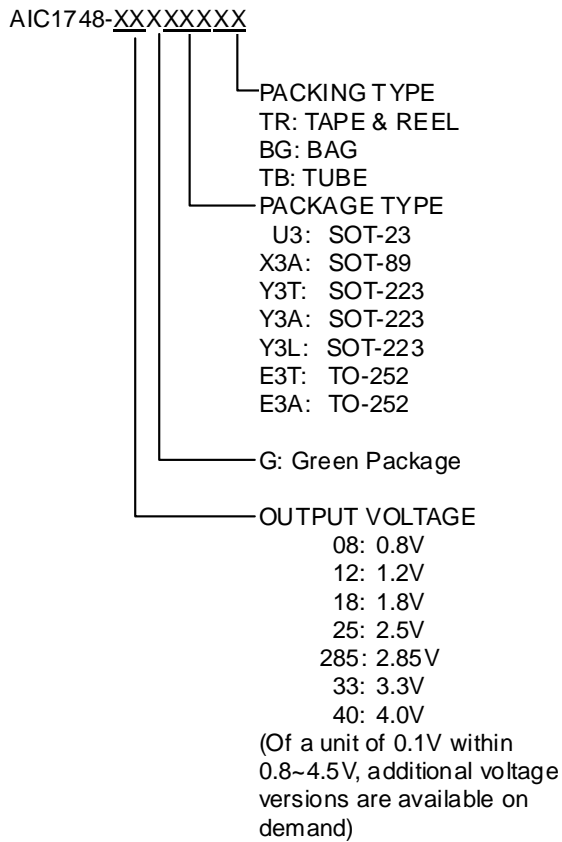 AIC1748-XXXXXXXX
PACKING TYPE
TR: TAPE & REEL
BG: BAG
TB: TUBE
PACKAGE TYPE
U3: SOT-23
X3A: SOT-89
Y3T: SOT-223
Y3A: SOT-223
Y3L: SOT-223
E3T: TO-252
E3A: TO-252
G: Green Package
OUTPUT VOLTAGE
08: 0.8V
12: 1.2V
18: 1.8V
25: 2.5V
285: 2.85V
33: 3.3V
40: 4.0V
(Of a unit of 0.1V within
0.8~4.5V, additional voltage
versions are available on
demand)